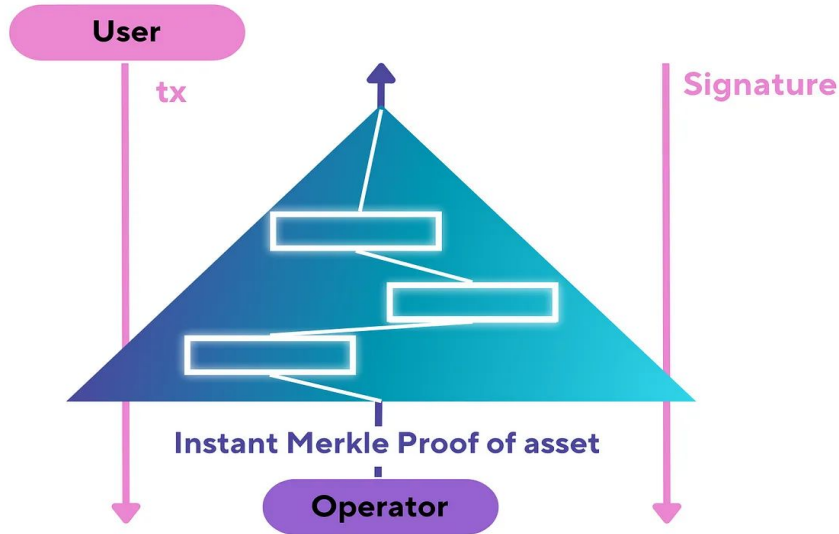 User
tx
Signature
Instant Merkle Proof of asset
Operator